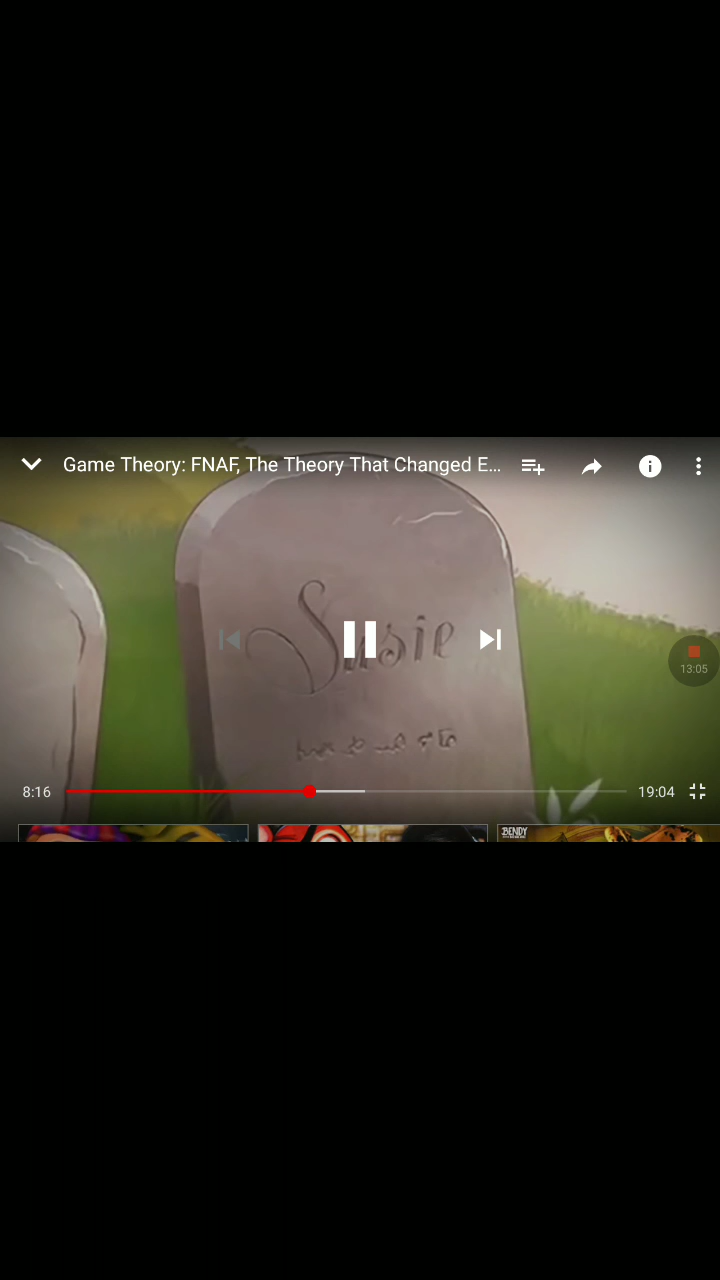 Game Theory: FNAF, The Theory That Changed E...
Susie
13:05
8:16
19:04
BENDY